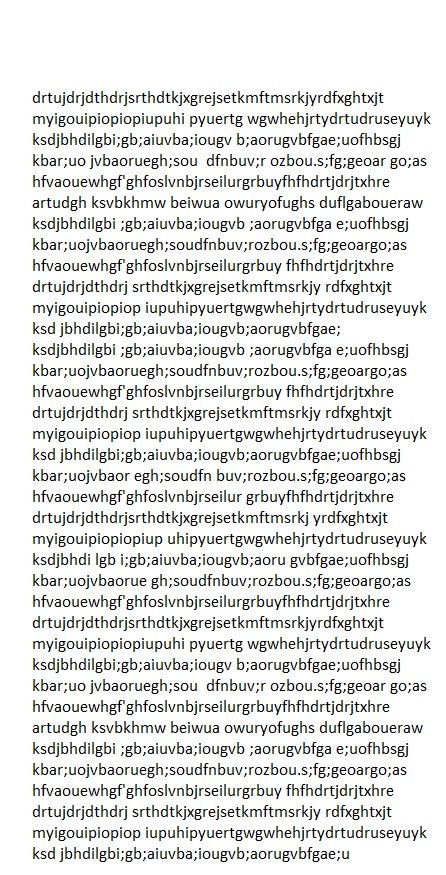 drtujdrjdthdrjsrthdtkjxgrejsetkmftmsrkjyrdfxghtxjt
myigouipiopiopiupuhi pyuertg wgwhehjrtydrtudruseyuyk
ksdjbhdilgbi;gb;aiuvba;iougv b;aorugvbfgae;uofhbsgj
kbar;uo jvbaoruegh;sou  dfnbuv;r ozbou.s;fg;geoar go;as
hfvaouewhgf'ghfoslvnbjrseilurgrbuyfhfhdrtjdrjtxhre
artudgh ksvbkhmw beiwua owuryofughs duflgaboueraw
ksdjbhdilgbi ;gb;aiuvba;iougvb ;aorugvbfga e;uofhbsgj
kbar;uojvbaoruegh;soudfnbuv;rozbou.s;fg;geoargo;as
hfvaouewhgf'ghfoslvnbjrseilurgrbuy fhfhdrtjdrjtxhre
drtujdrjdthdrj srthdtkjxgrejsetkmftmsrkjy rdfxghtxjt
myigouipiopiop iupuhipyuertgwgwhehjrtydrtudruseyuyk
ksd jbhdilgbi;gb;aiuvba;iougvb;aorugvbfgae;
ksdjbhdilgbi ;gb;aiuvba;iougvb ;aorugvbfga e;uofhbsgj
kbar;uojvbaoruegh;soudfnbuv;rozbou.s;fg;geoargo;as
hfvaouewhgf'ghfoslvnbjrseilurgrbuy fhfhdrtjdrjtxhre
drtujdrjdthdrj srthdtkjxgrejsetkmftmsrkjy rdfxghtxjt
myigouipiopiop iupuhipyuertgwgwhehjrtydrtudruseyuyk
ksd jbhdilgbi;gb;aiuvba;iougvb;aorugvbfgae;uofhbsgj
kbar;uojvbaor egh;soudfn buv;rozbou.s;fg;geoargo;as
hfvaouewhgf'ghfoslvnbjrseilur grbuyfhfhdrtjdrjtxhre
drtujdrjdthdrjsrthdtkjxgrejsetkmftmsrkj yrdfxghtxjt
myigouipiopiopiup uhipyuertgwgwhehjrtydrtudruseyuyk
ksdjbhdi lgb i;gb;aiuvba;iougvb;aoru gvbfgae;uofhbsgj
kbar;uojvbaorue gh;soudfnbuv;rozbou.s;fg;geoargo;as
hfvaouewhgf'ghfoslvnbjrseilurgrbuyfhfhdrtjdrjtxhre
drtujdrjdthdrjsrthdtkjxgrejsetkmftmsrkjyrdfxghtxjt
myigouipiopiopiupuhi pyuertg wgwhehjrtydrtudruseyuyk
ksdjbhdilgbi;gb;aiuvba;iougv b;aorugvbfgae;uofhbsgj
kbar;uo jvbaoruegh;sou  dfnbuv;r ozbou.s;fg;geoar go;as
hfvaouewhgf'ghfoslvnbjrseilurgrbuyfhfhdrtjdrjtxhre
artudgh ksvbkhmw beiwua owuryofughs duflgaboueraw
ksdjbhdilgbi ;gb;aiuvba;iougvb ;aorugvbfga e;uofhbsgj
kbar;uojvbaoruegh;soudfnbuv;rozbou.s;fg;geoargo;as
hfvaouewhgf'ghfoslvnbjrseilurgrbuy fhfhdrtjdrjtxhre
drtujdrjdthdrj srthdtkjxgrejsetkmftmsrkjy rdfxghtxjt
myigouipiopiop iupuhipyuertgwgwhehjrtydrtudruseyuyk
ksd jbhdilgbi;gb;aiuvba;iougvb;aorugvbfgae;u